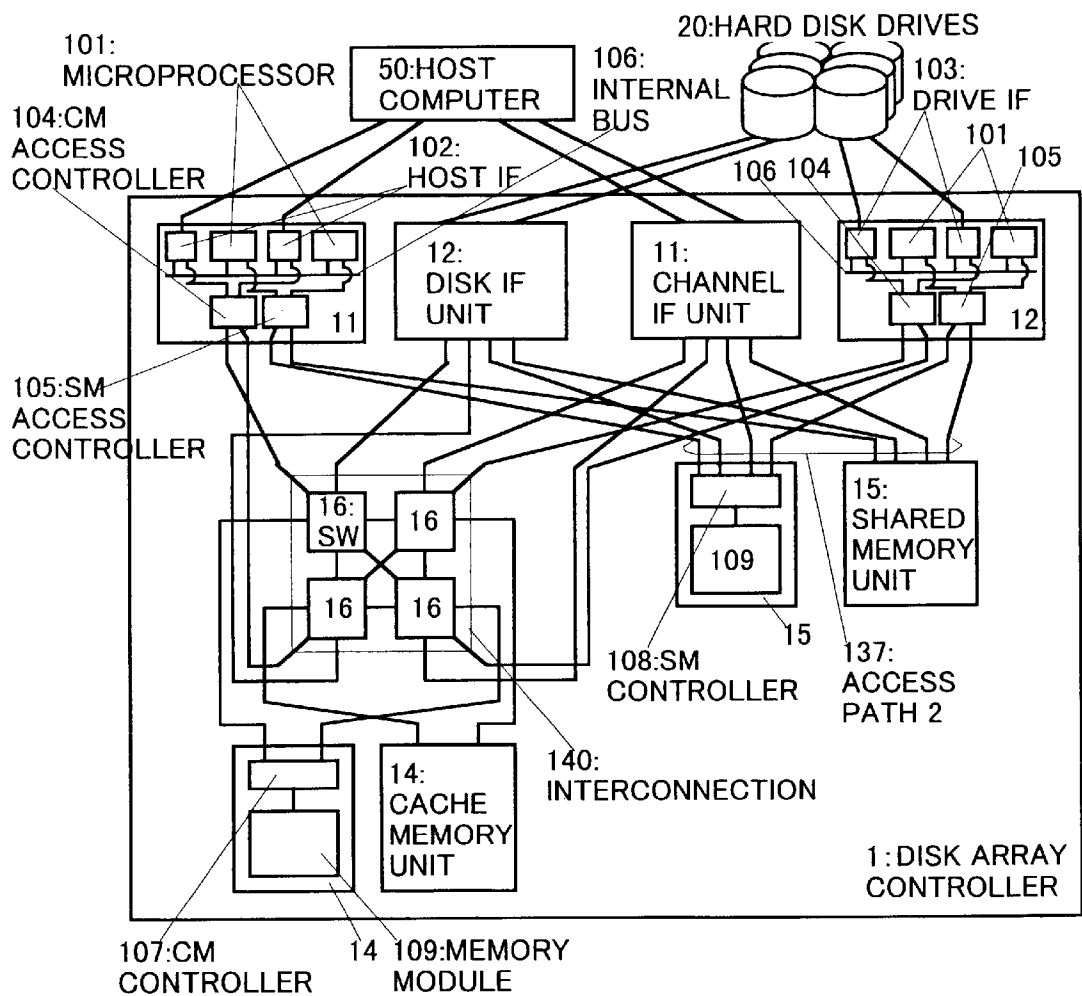 20:HARD DISK DRIVES
101:
MICROPROCESSOR
50:HOST
COMPUTER
106:
INTERNAL
BUS
103:
DRIVE IF
104:CM
ACCESS
CONTROLLER
102:
HOST IF
101
105
106
104
12:
DISK IF
UNIT
11:
CHANNEL
IF UNIT
11
12
105:SM
ACCESS
CONTROLLER
16:
SW
16
16
16
109
15
15:
SHARED
MEMORY
UNIT
108:SM
CONTROLLER
137:
ACCESS
PATH 2
140:
INTERCONNECTION
14:
CACHE
MEMORY
UNIT
1:DISK ARRAY
CONTROLLER
107:CM
CONTROLLER
14
109:MEMORY
MODULE